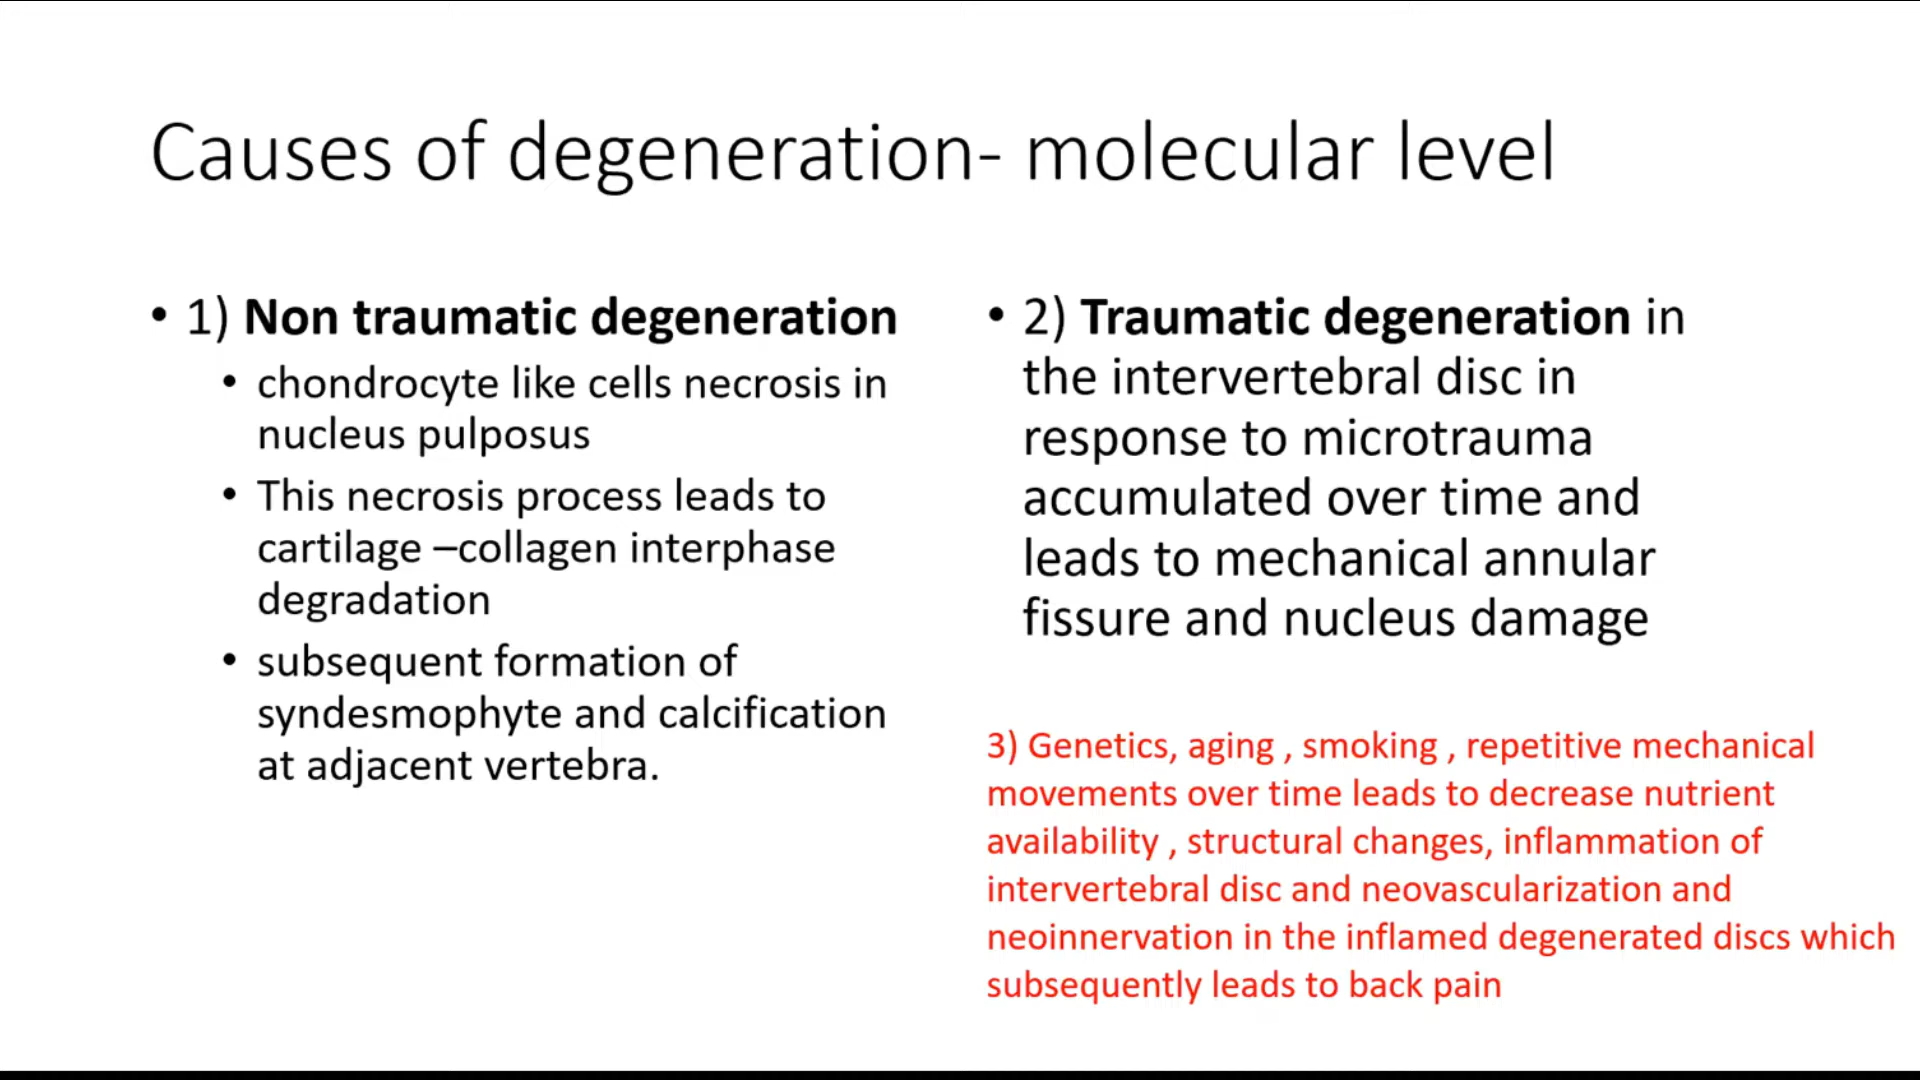 Causes of degeneration- molecular level
• 1) Non traumatic degeneration
• chondrocyte like cells necrosis in
nucleus pulposus
• This necrosis process leads to
cartilage –collagen interphase
degradation
• subsequent formation of
syndesmophyte and calcification
at adjacent vertebra.
• 2) Traumatic degeneration in
the intervertebral disc in
response to microtrauma
accumulated over time and
leads to mechanical annular
fissure and nucleus damage
3) Genetics, aging , smoking , repetitive mechanical
movements over time leads to decrease nutrient
availability , structural changes, inflammation of
intervertebral disc and neovascularization and
neoinnervation in the inflamed degenerated discs which
subsequently leads to back pain